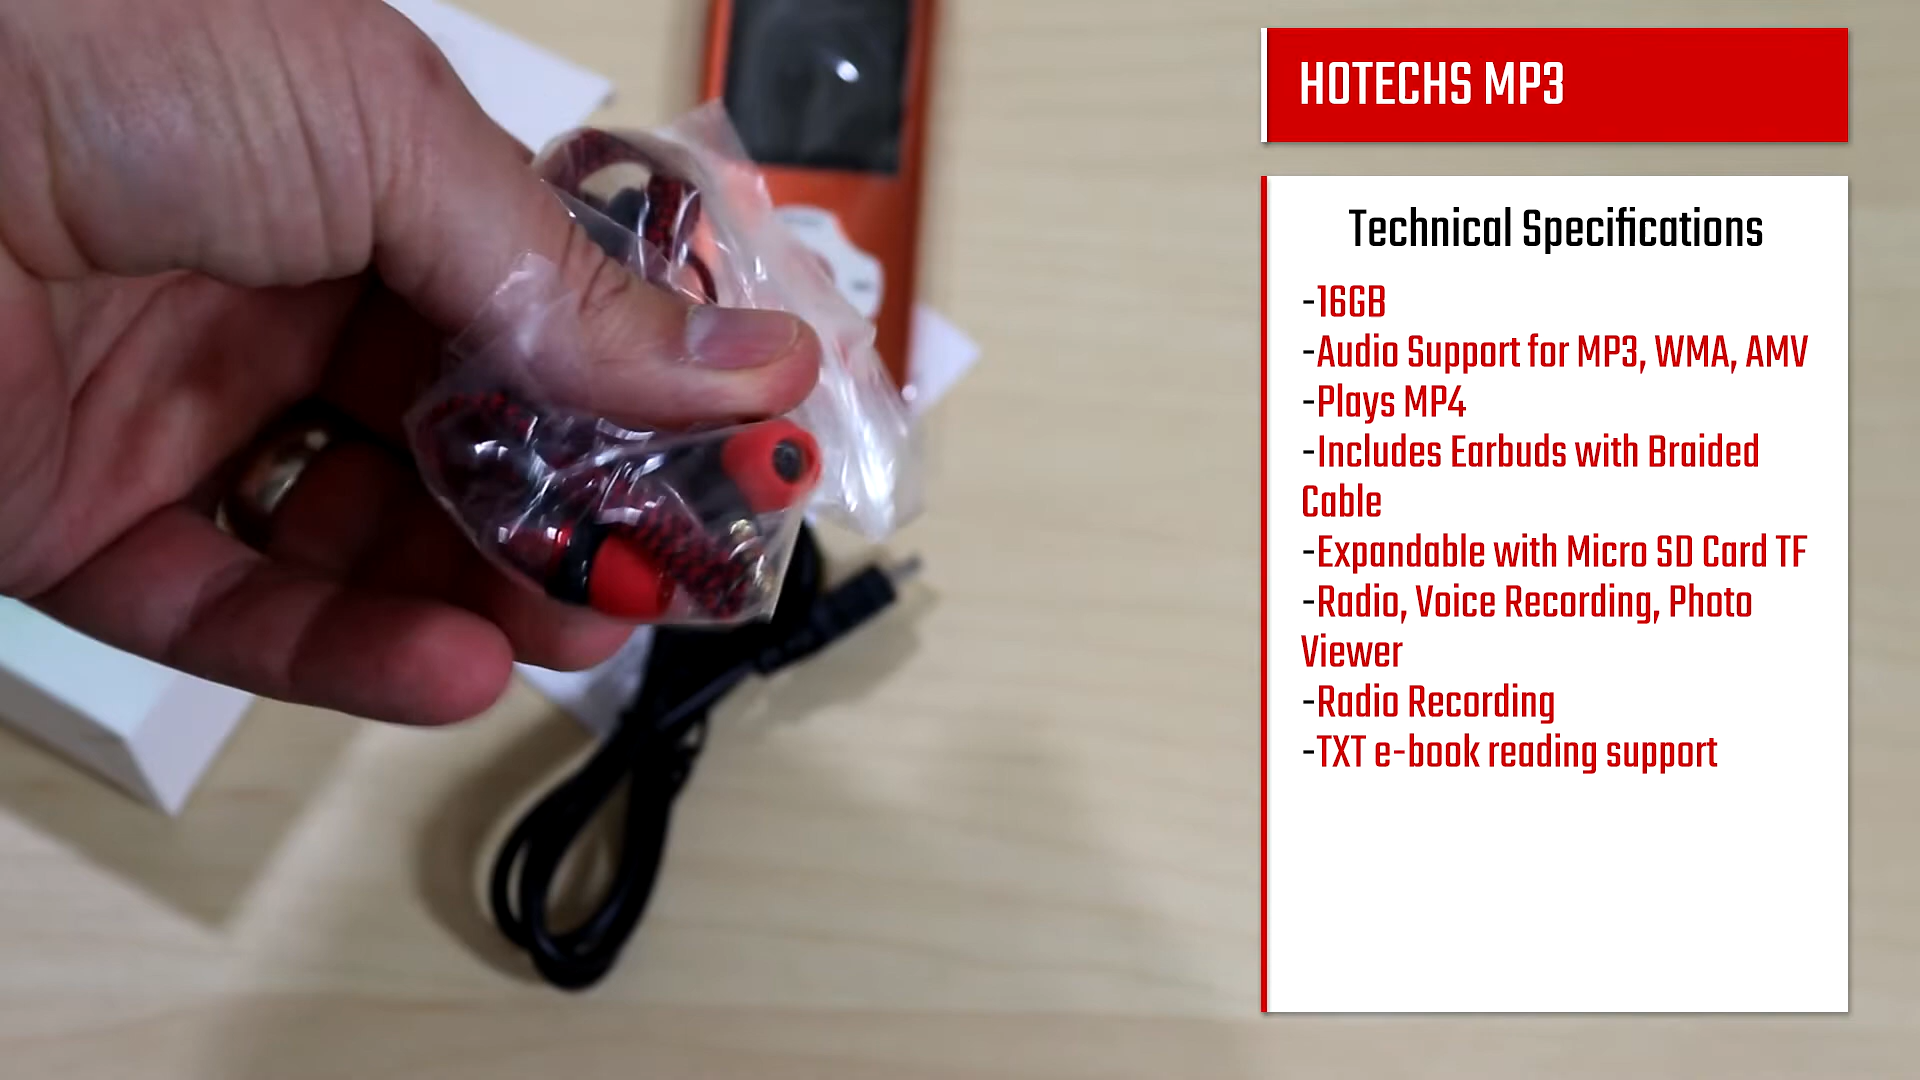 HOTECHS MP3
Technical Specifications
-16GB
-Audio Support for MP3, WMA, AMV
-Plays MP4
-Includes Earbuds with Braided
Cable
-Expandable with Micro SD Card TF
-Radio, Voice Recording, Photo
Viewer
-Radio Recording
-TXT e-book reading support